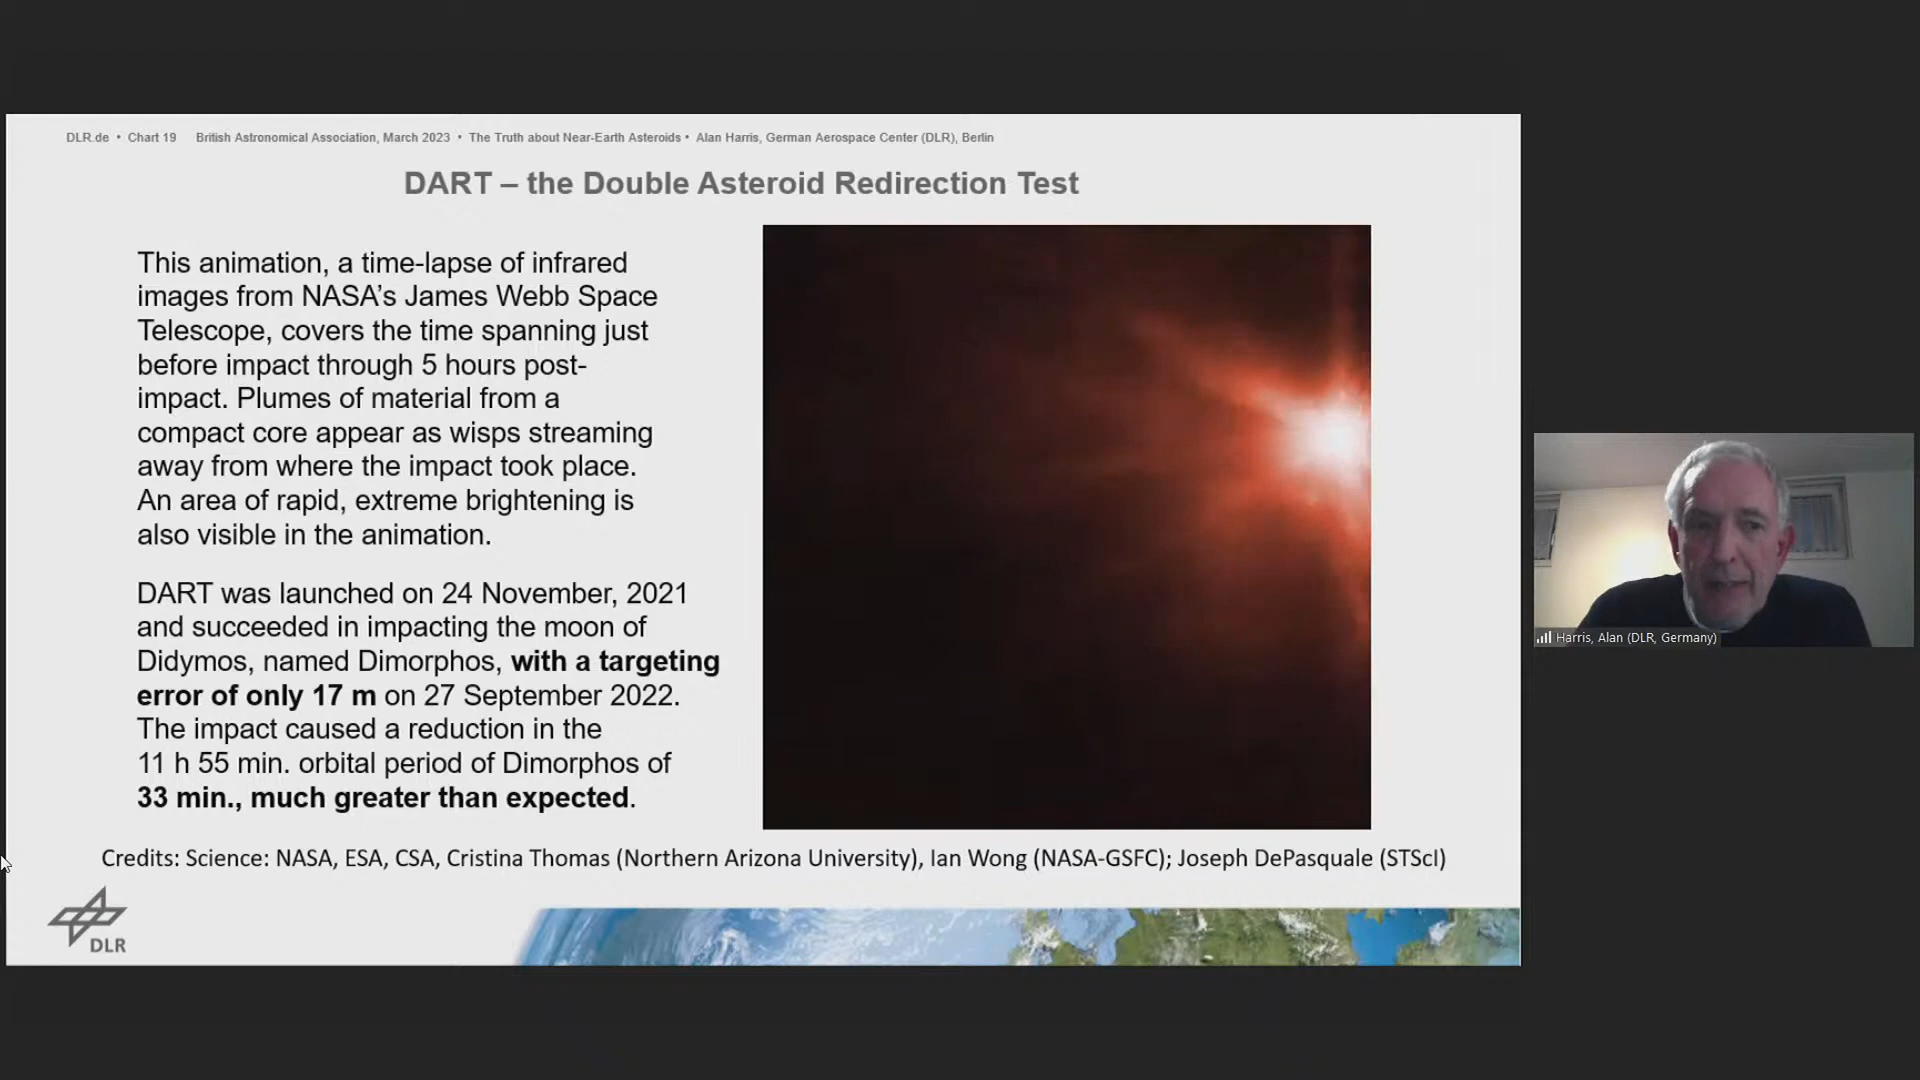 DLR.de • Chart 19 British Astronomical Association, March 2023 • The Truth about Near-Earth Asteroids • Alan Harris, German Aerospace Center (DLR), Berlin
DART – the Double Asteroid Redirection Test
This animation, a time-lapse of infrared
images from NASA’s James Webb Space
Telescope, covers the time spanning just
before impact through 5 hours post-
impact. Plumes of material from a
compact core appear as wisps streaming
away from where the impact took place.
An area of rapid, extreme brightening is
also visible in the animation.
DART was launched on 24 November, 2021
and succeeded in impacting the moon of
Didymos, named Dimorphos, with a targeting
error of only 17 m on 27 September 2022.
The impact caused a reduction in the
11 h 55 min. orbital period of Dimorphos of
33 min., much greater than expected.
Credits: Science: NASA, ESA, CSA, Cristina Thomas (Northern Arizona University), Ian Wong (NASA-GSFC); Joseph DePasquale (STScI)
DLR
Harris, Alan (DLR, Germany)